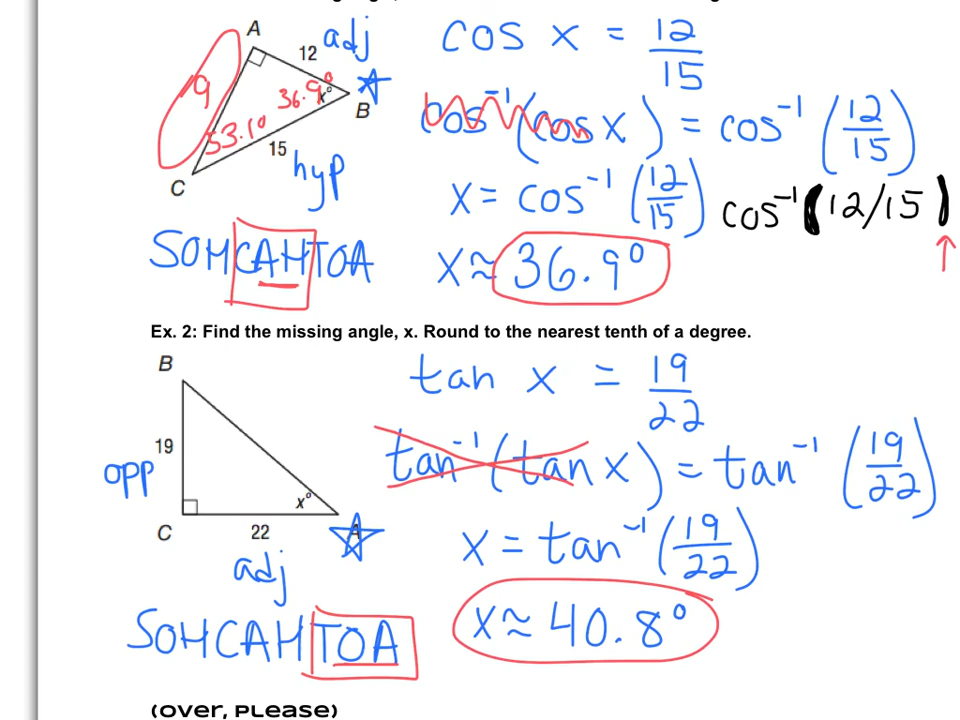 A
12 adj
cos x = 12/15
9
36.9°
x°
B
cos⁻¹(cos x) = cos⁻¹(12/15)
53.1°
15
hyp
C
x = cos⁻¹(12/15)
cos⁻¹(12/15)
↑
SOHCAHTOA
x ≈ 36.9°
Ex. 2: Find the missing angle, x. Round to the nearest tenth of a degree.
B
tan x = 19/22
19
opp
tan⁻¹(tan x) = tan⁻¹(19/22)
x°
C
22
A
adj
x = tan⁻¹(19/22)
SOHCAHTOA
x ≈ 40.8°
(OVER, PLEASE)